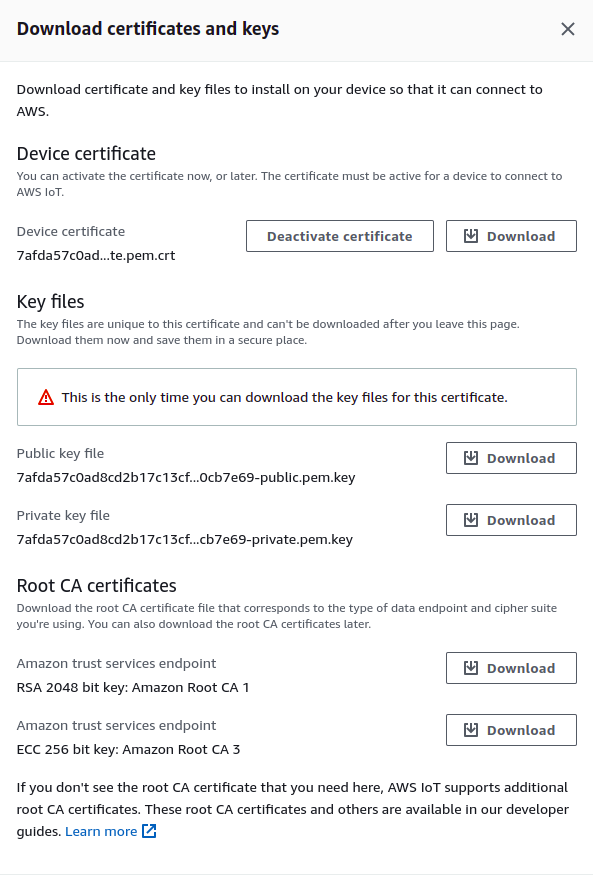 Download certificates and keys
Download certificate and key files to install on your device so that it can connect to
AWS.
Device certificate
You can activate the certificate now, or later. The certificate must be active for a device to connect to
AWS IoT.
Device certificate
7afda57c0ad...te.pem.crt
Deactivate certificate
Download
Key files
The key files are unique to this certificate and can't be downloaded after you leave this page.
Download them now and save them in a secure place.
This is the only time you can download the key files for this certificate.
Public key file
7afda57c0ad8cd2b17c13cf...0cb7e69-public.pem.key
Download
Private key file
7afda57c0ad8cd2b17c13cf...cb7e69-private.pem.key
Download
Root CA certificates
Download the root CA certificate file that corresponds to the type of data endpoint and cipher suite
you're using. You can also download the root CA certificates later.
Amazon trust services endpoint
RSA 2048 bit key: Amazon Root CA 1
Download
Amazon trust services endpoint
ECC 256 bit key: Amazon Root CA 3
Download
If you don't see the root CA certificate that you need here, AWS IoT supports additional
root CA certificates. These root CA certificates and others are available in our developer
guides. Learn more